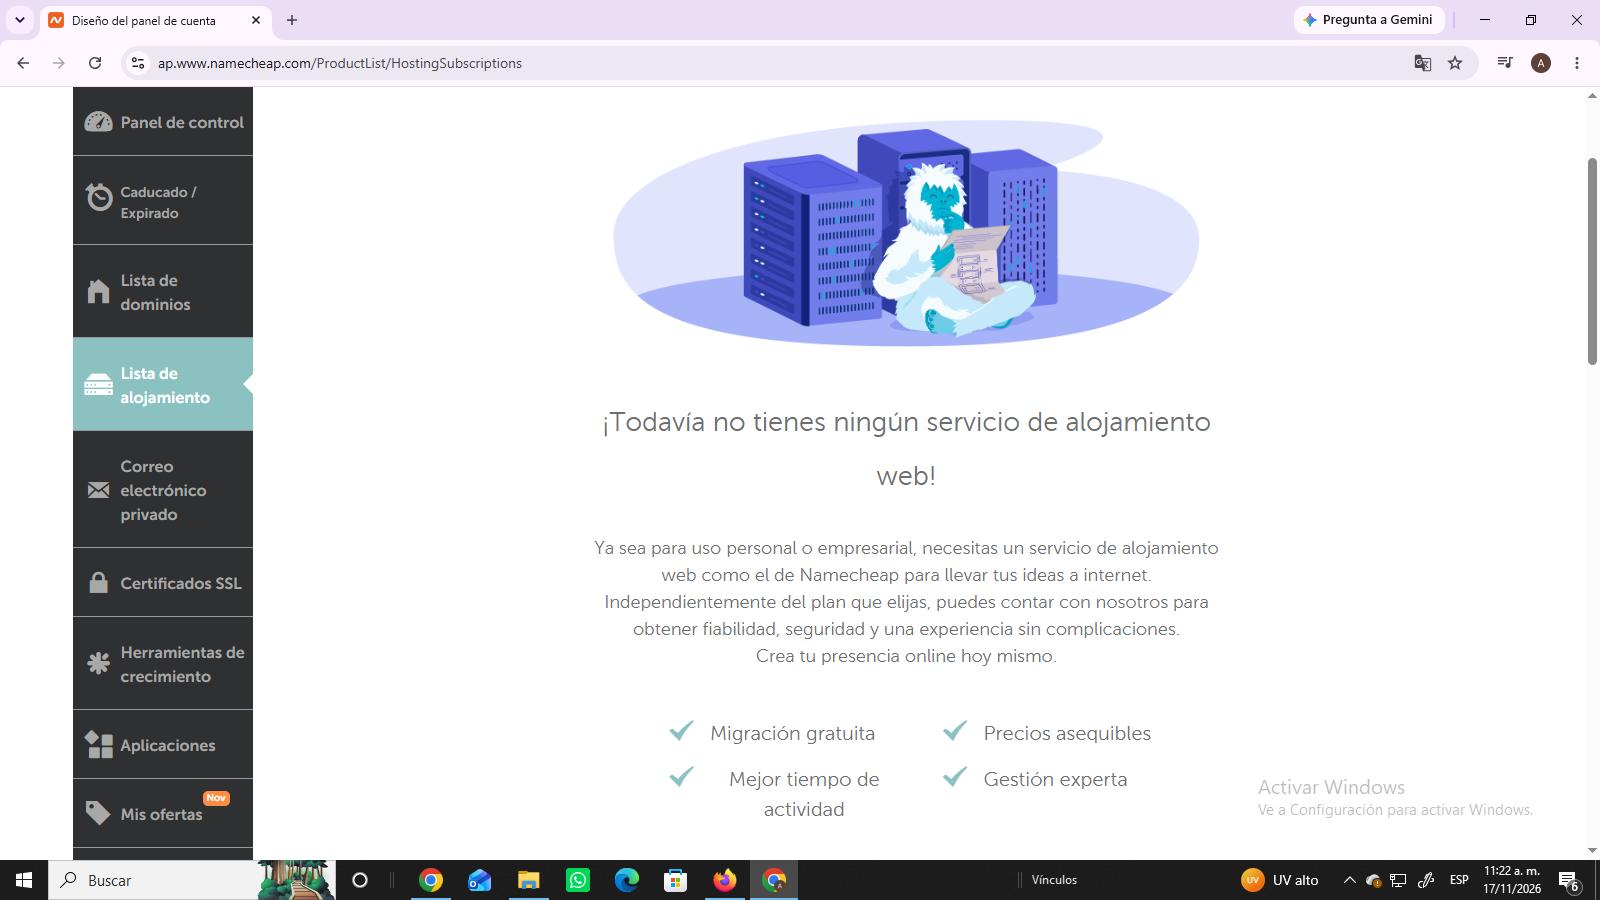 Diseño del panel de cuenta
Pregunta a Gemini
ap.www.namecheap.com/ProductList/HostingSubscriptions
A
Panel de control
Caducado /
Expirado
Lista de
dominios
Lista de
alojamiento
Correo
electrónico
privado
Certificados SSL
Herramientas de
crecimiento
Aplicaciones
Nov
Mis ofertas
¡Todavía no tienes ningún servicio de alojamiento
web!
Ya sea para uso personal o empresarial, necesitas un servicio de alojamiento
web como el de Namecheap para llevar tus ideas a internet.
Independientemente del plan que elijas, puedes contar con nosotros para
obtener fiabilidad, seguridad y una experiencia sin complicaciones.
Crea tu presencia online hoy mismo.
Migración gratuita
Precios asequibles
Mejor tiempo de
actividad
Gestión experta
Activar Windows
Ve a Configuración para activar Windows.
Buscar
Vínculos
UV
UV alto
ESP
11:22 a. m.
17/11/2026
6